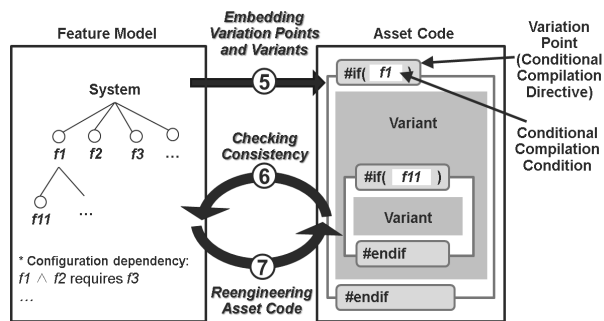 Feature Model
System
f1 f2 f3 ...
f11 ...
* Configuration dependency:
f1 ∧ f2 requires f3
...
Embedding
Variation Points
and Variants
5
Checking
Consistency
6
7
Reengineering
Asset Code
Asset Code
#if( f1 )
Variant
#if( f11 )
Variant
#endif
#endif
Variation
Point
(Conditional
Compilation
Directive)
Conditional
Compilation
Condition